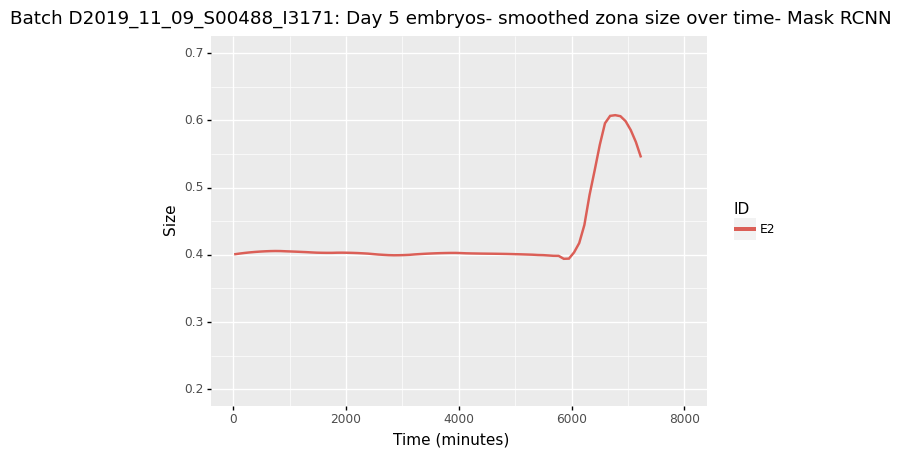 Batch D2019_11_09_S00488_I3171: Day 5 embryos- smoothed zona size over time- Mask RCNN
0.7
0.6
0.5
0.4
0.3
0.2
Size
0 2000 4000 6000 8000
Time (minutes)
ID
E2